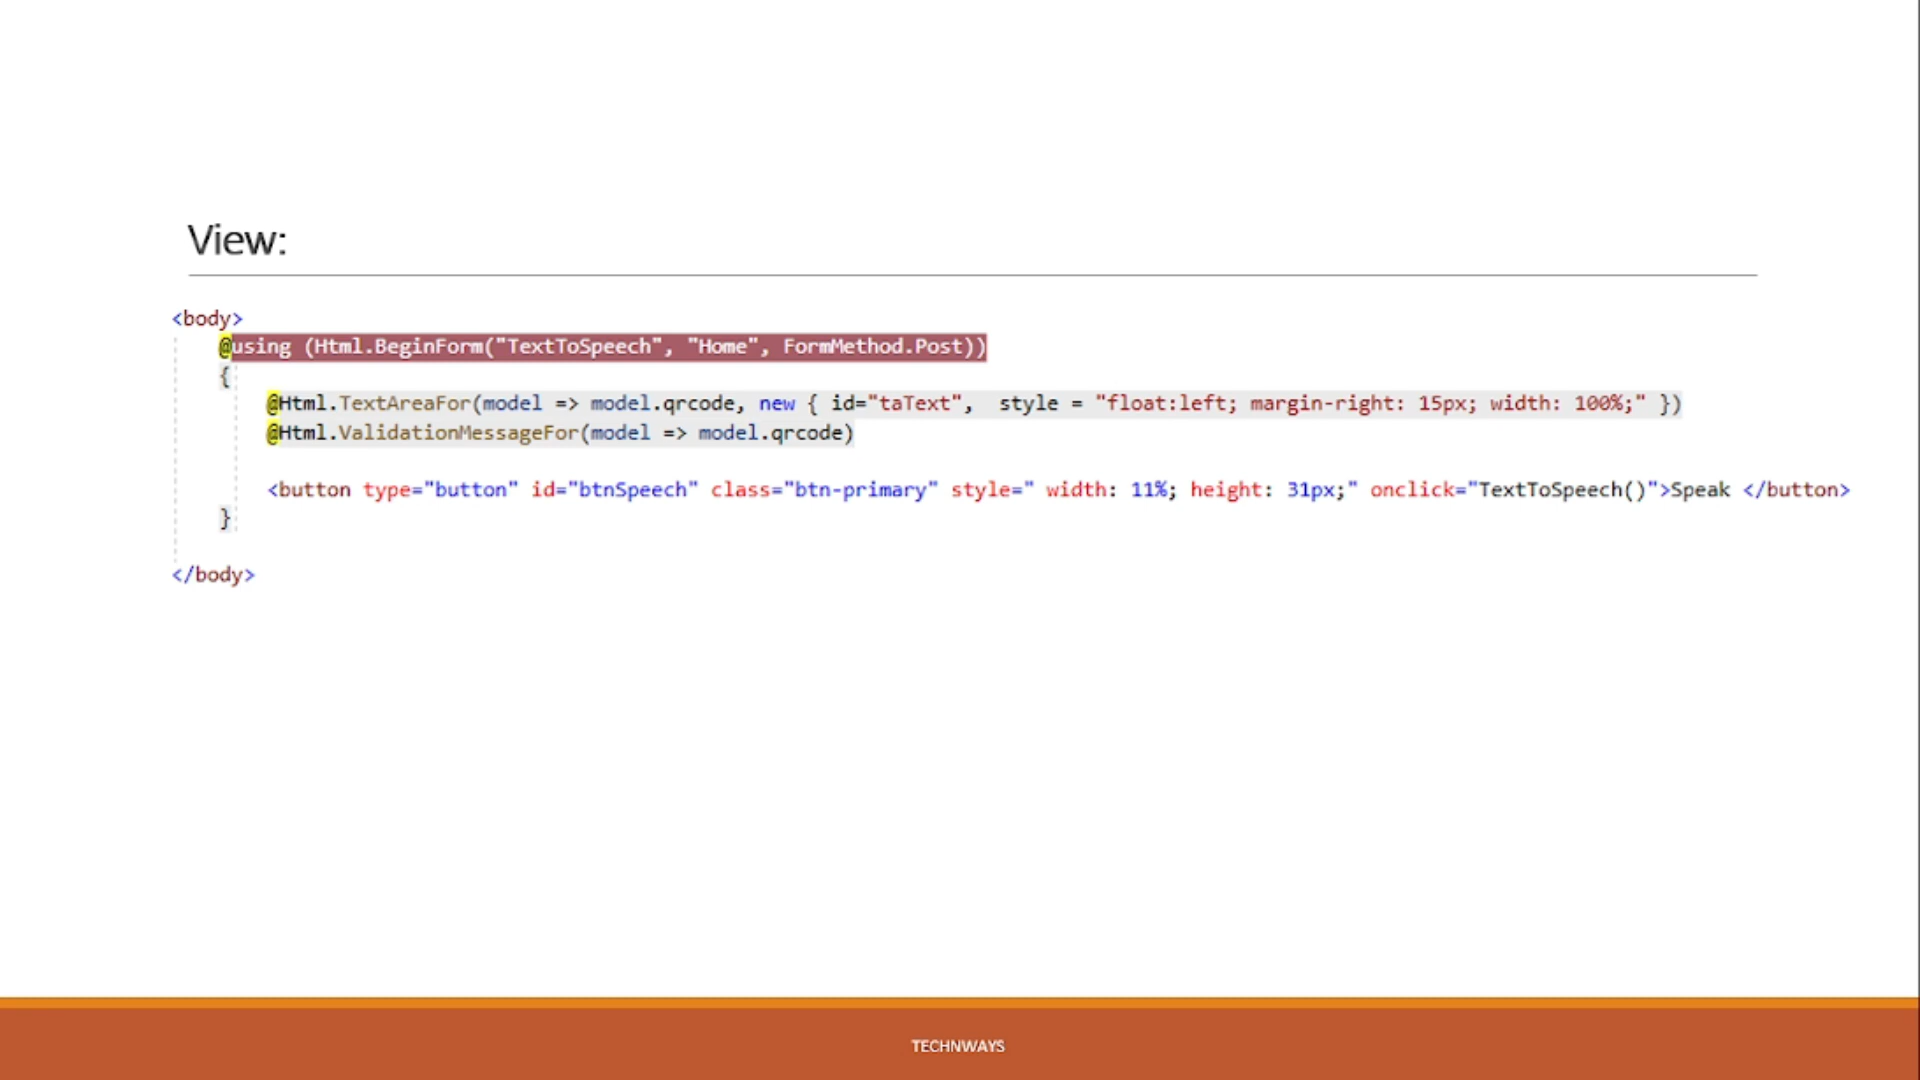 View:
<body>
@using (Html.BeginForm("TextToSpeech", "Home", FormMethod.Post))
{
@Html.TextAreaFor(model => model.qrcode, new { id="taText",  style = "float:left; margin-right: 15px; width: 100%;" })
@Html.ValidationMessageFor(model => model.qrcode)
<button type="button" id="btnSpeech" class="btn-primary" style=" width: 11%; height: 31px;" onclick="TextToSpeech()">Speak </button>
}
</body>
TECHNWAYS